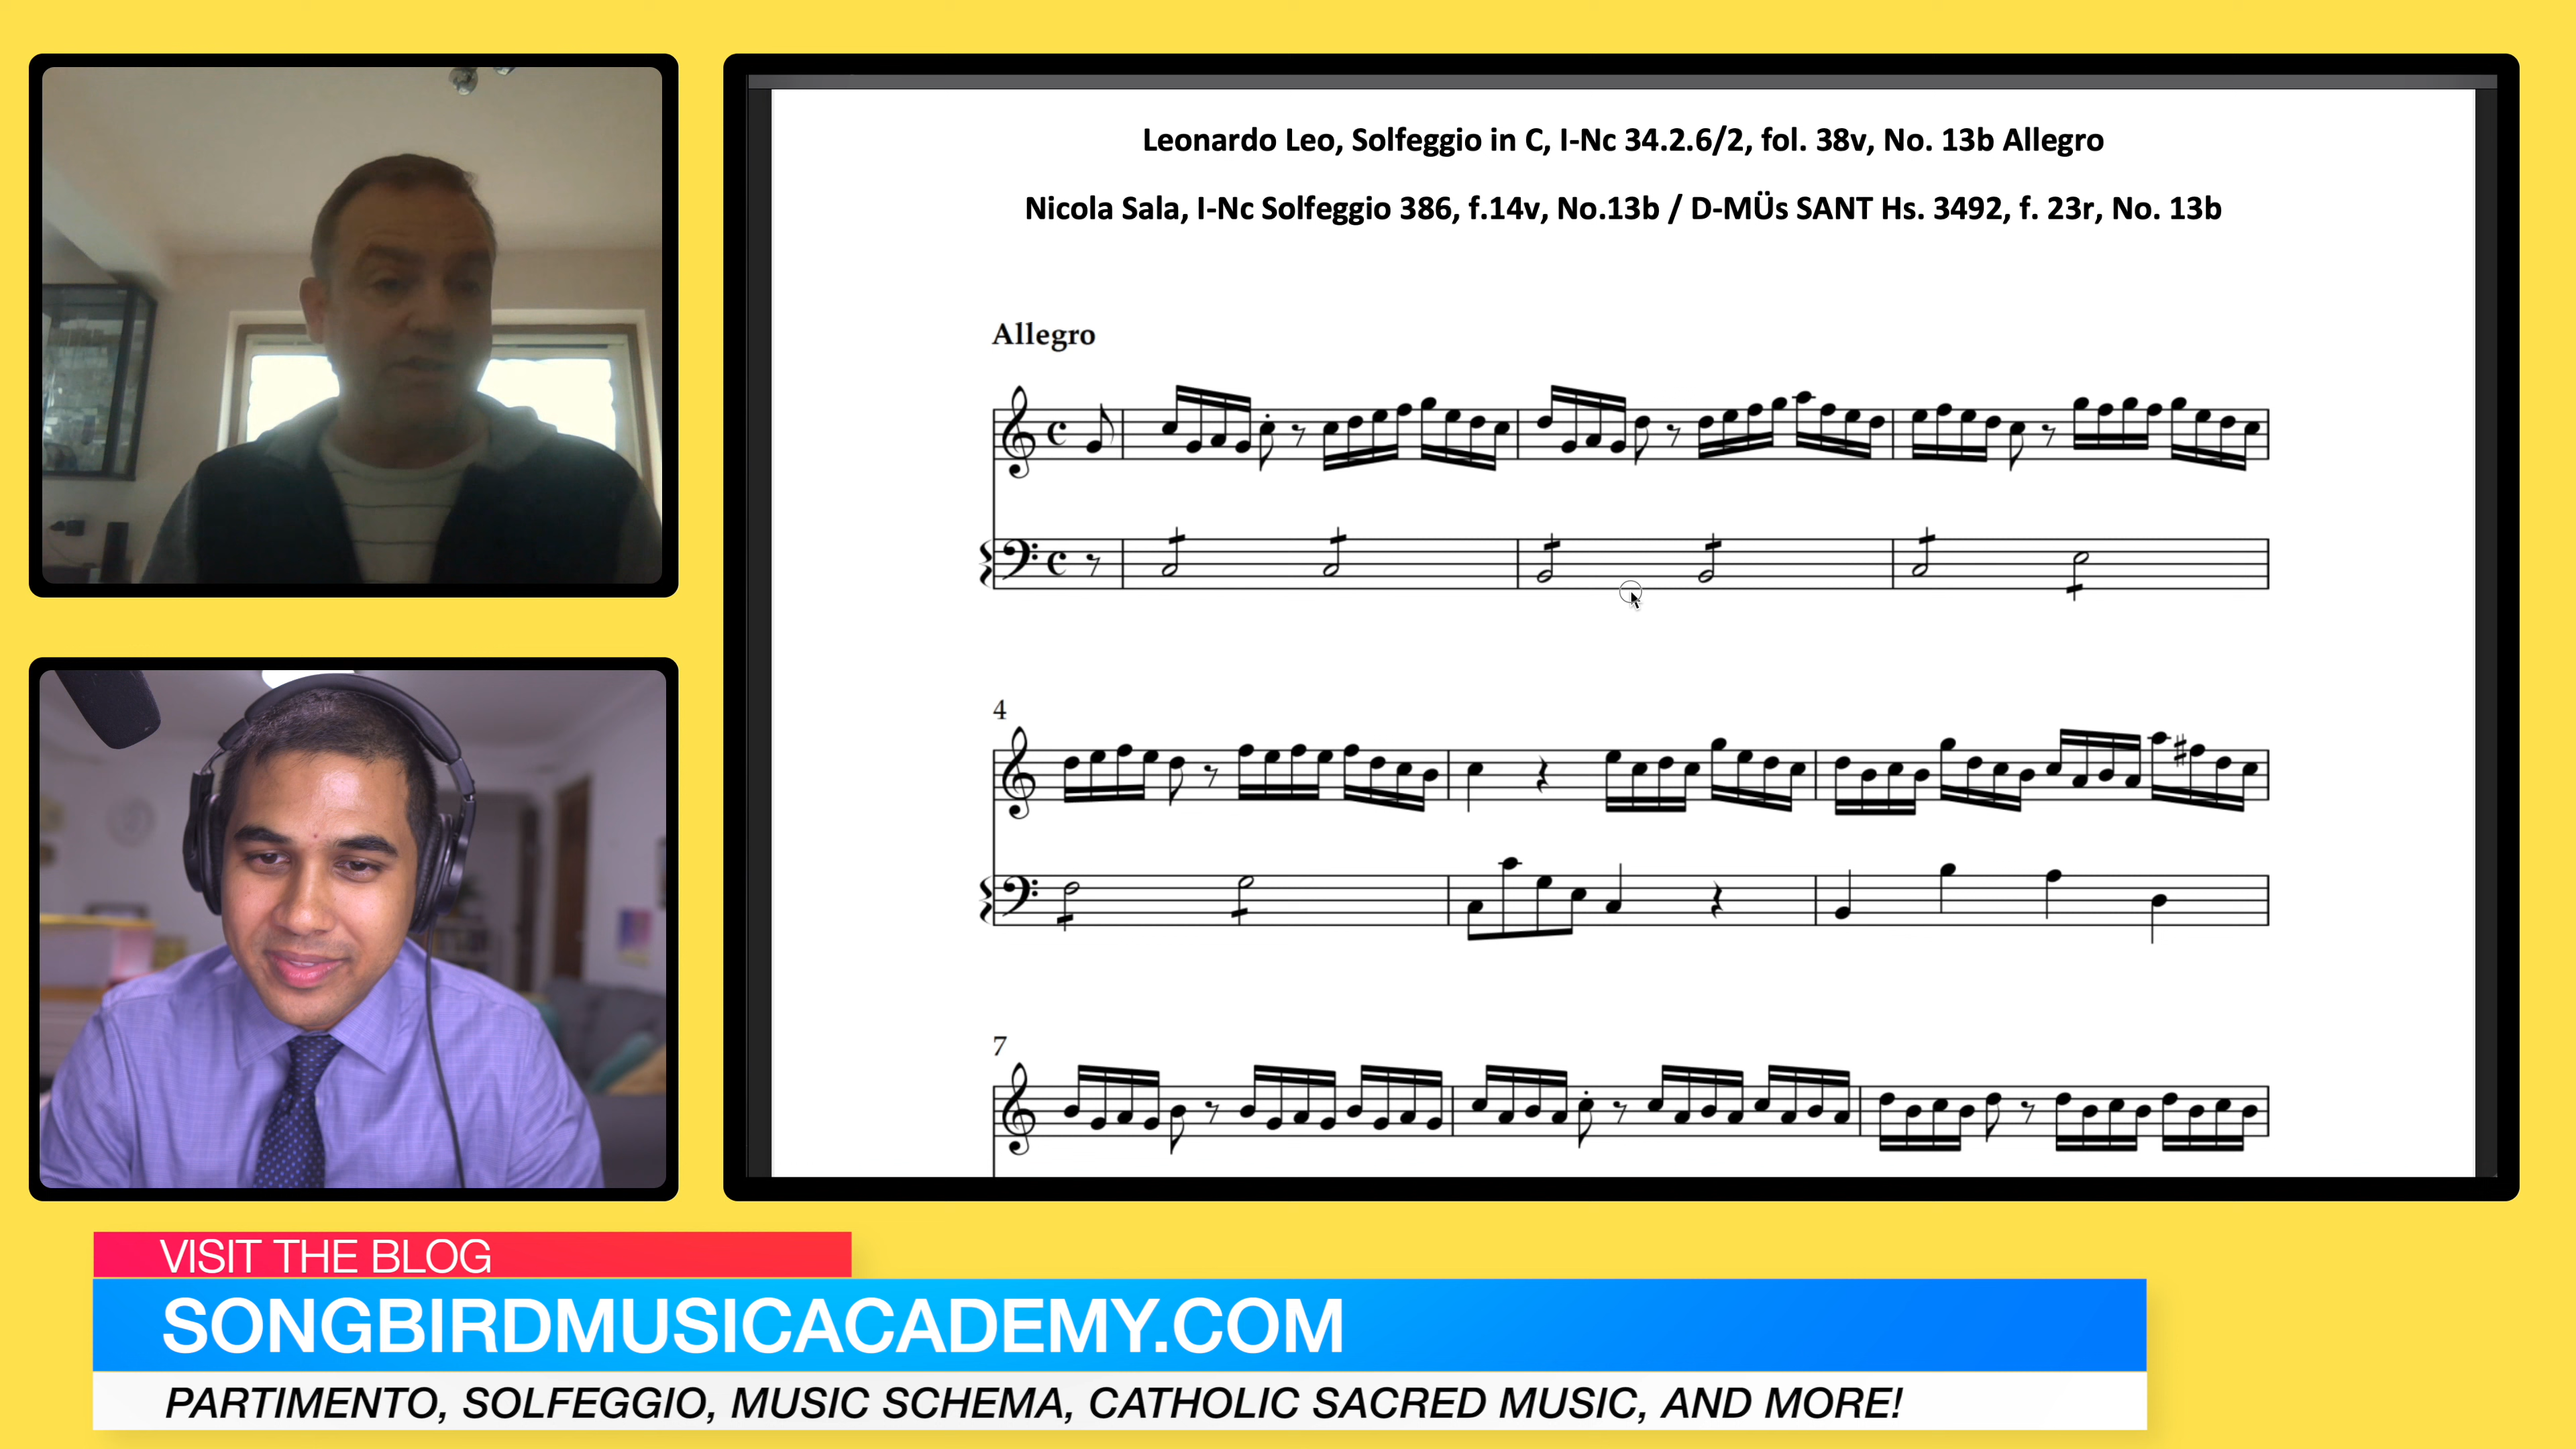 Leonardo Leo, Solfeggio in C, I-Nc 34.2.6/2, fol. 38v, No. 13b Allegro
Nicola Sala, I-Nc Solfeggio 386, f.14v, No.13b / D-MÜs SANT Hs. 3492, f. 23r, No. 13b
Allegro
4
7
VISIT THE BLOG
SONGBIRDMUSICACADEMY.COM
PARTIMENTO, SOLFEGGIO, MUSIC SCHEMA, CATHOLIC SACRED MUSIC, AND MORE!